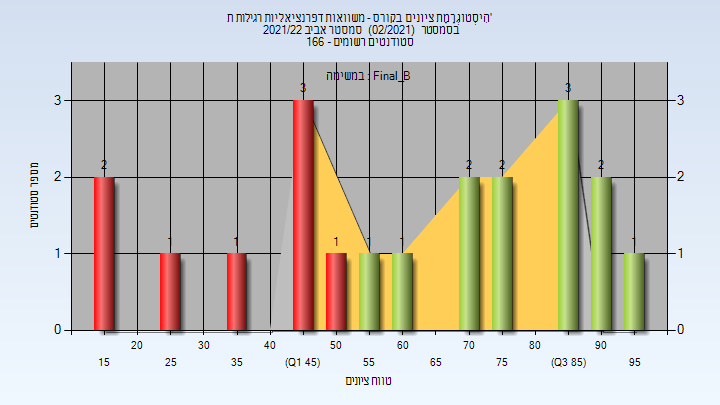 הִיסְטוֹגְרָמַת ציונים בקורס - משוואות דפרנציאליות רגילות ת'
בסמסטר (02/2021) סמסטר אביב 2021/22
סטודנטים רשומים - 166
במשימה : Final_B
מספר סטודנטים
3 3
2 2
1 1
0 0
2 1 1 3 1 1 1 2 2 3 2 1
20 30 40 50 60 70 80 90
15 25 35 (Q1 45) 55 65 75 (Q3 85) 95
טווח ציונים